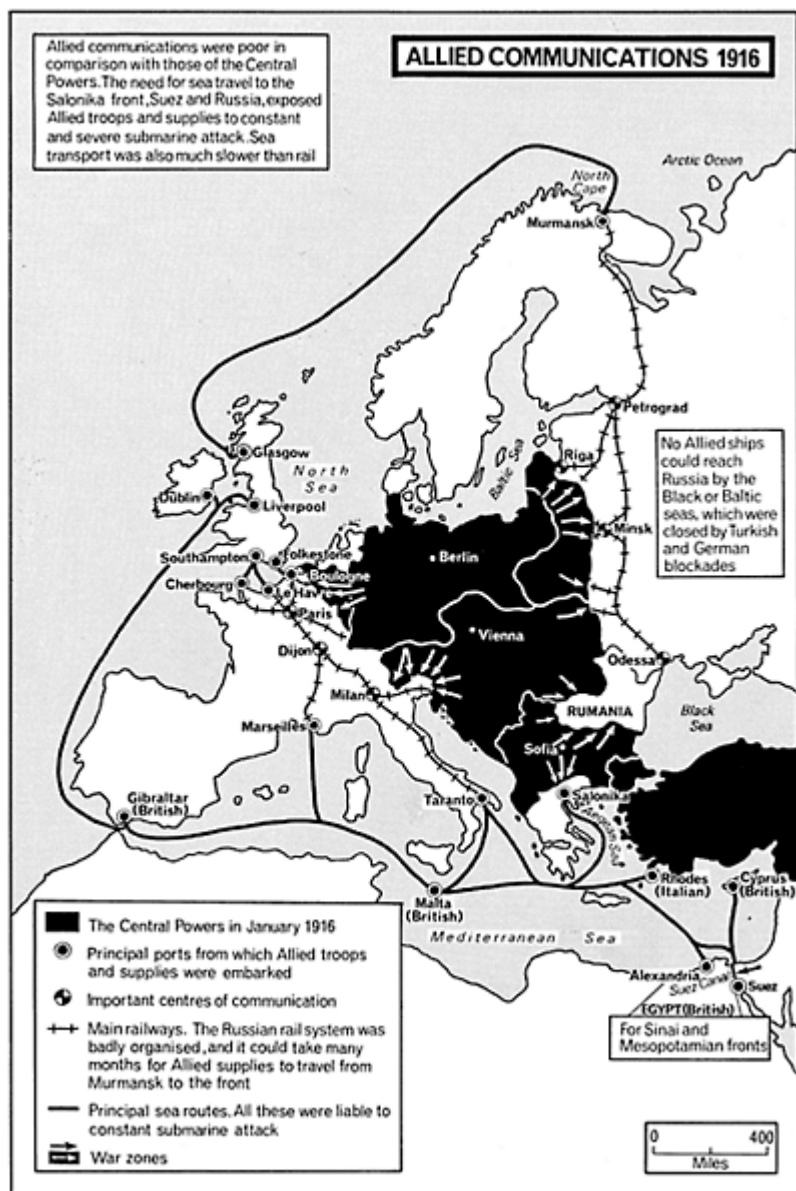 Allied communications were poor in
comparison with those of the Central
Powers. The need for sea travel to the
Salonika front, Suez and Russia, exposed
Allied troops and supplies to constant
and severe submarine attack. Sea
transport was also much slower than rail
ALLIED COMMUNICATIONS 1916
Arctic Ocean
North
Cape
Murmansk
Petrograd
Glasgow
North
Sea
Baltic Sea
Riga
No Allied ships
could reach
Russia by the
Black or Baltic
seas, which were
closed by Turkish
and German
blockades
Dublin
Liverpool
Minsk
Southampton
Folkestone
Berlin
Cherbourg
Boulogne
Le Havre
Paris
Vienna
Dijon
Odessa
Milan
RUMANIA
Black
Sea
Marseilles
Sofia
Gibraltar
(British)
Taranto
Salonika
Aegean Sea
Rhodes
(Italian)
Cyprus
(British)
Malta
(British)
Mediterranean Sea
Alexandria
Suez Canal
Suez
EGYPT (British)
For Sinai and
Mesopotamian fronts
The Central Powers in January 1916
Principal ports from which Allied troops
and supplies were embarked
Important centres of communication
Main railways. The Russian rail system was
badly organised, and it could take many
months for Allied supplies to travel from
Murmansk to the front
Principal sea routes. All these were liable to
constant submarine attack
War zones
0 400
Miles